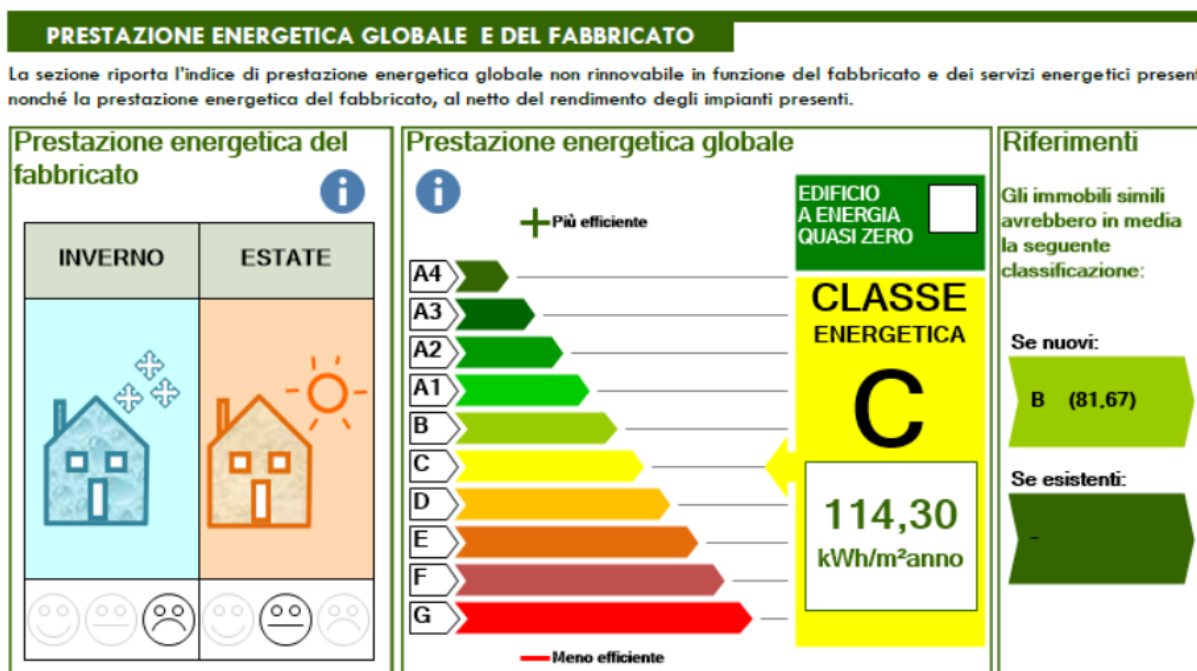 PRESTAZIONE ENERGETICA GLOBALE E DEL FABBRICATO
La sezione riporta l'indice di prestazione energetica globale non rinnovabile in funzione del fabbricato e dei servizi energetici present
nonché la prestazione energetica del fabbricato, al netto del rendimento degli impianti presenti.
Prestazione energetica del
fabbricato
i
INVERNO
ESTATE
Prestazione energetica globale
i
Più efficiente
A4
A3
A2
A1
B
C
D
E
F
G
Meno efficiente
EDIFICIO
A ENERGIA
QUASI ZERO
CLASSE
ENERGETICA
C
114,30
kWh/m²anno
Riferimenti
Gli immobili simili
avrebbero in media
la seguente
classificazione:
Se nuovi:
B (81,67)
Se esistenti:
-